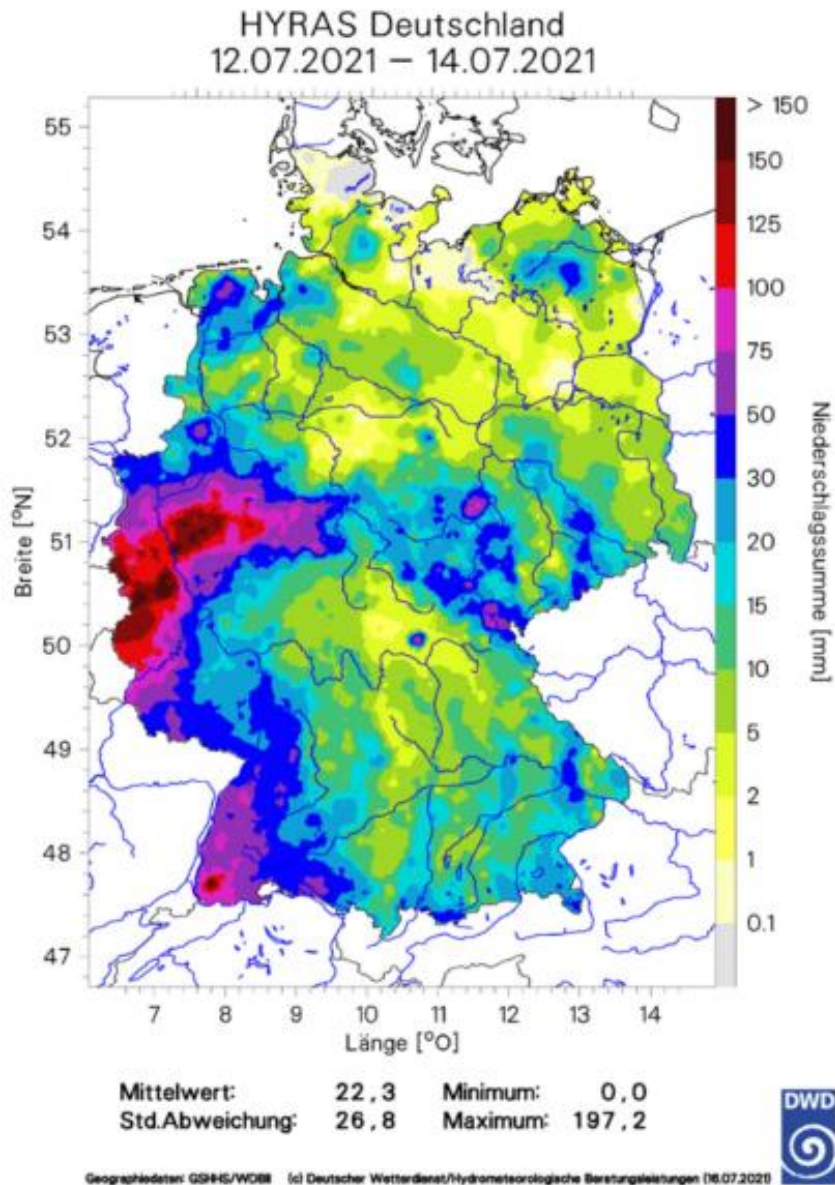 HYRAS Deutschland
12.07.2021 – 14.07.2021
> 150
150
125
100
75
50
30
20
15
10
5
2
1
0.1
Niederschlagssumme [mm]
55
54
53
52
51
50
49
48
47
Breite [°N]
7 8 9 10 11 12 13 14
Länge [°O]
Mittelwert: 22,3 Minimum: 0,0
Std.Abweichung: 26,8 Maximum: 197,2
DWD
Geographiedaten: GSHHS/WDBII (c) Deutscher Wetterdienst/Hydrometeorologische Beratungsleistungen (16.07.2021)